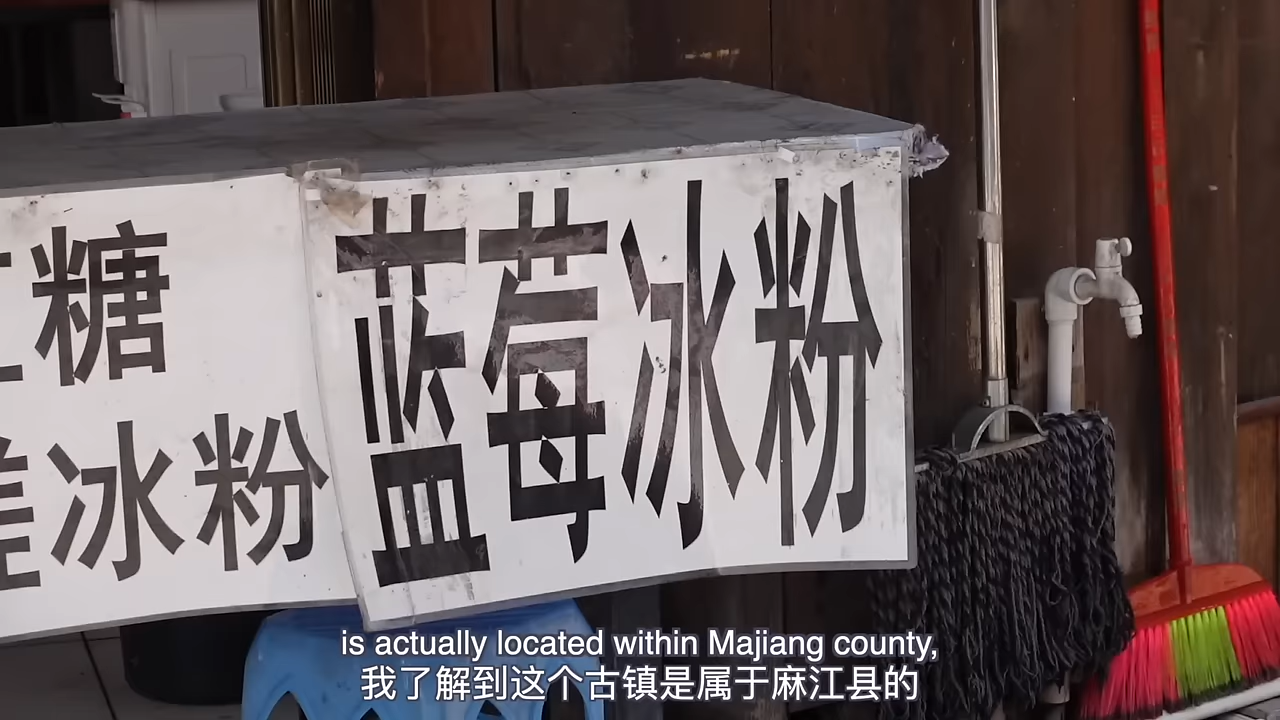 糖
冰粉
蓝莓冰粉
is actually located within Majiang county,
我了解到这个古镇是属于麻江县的